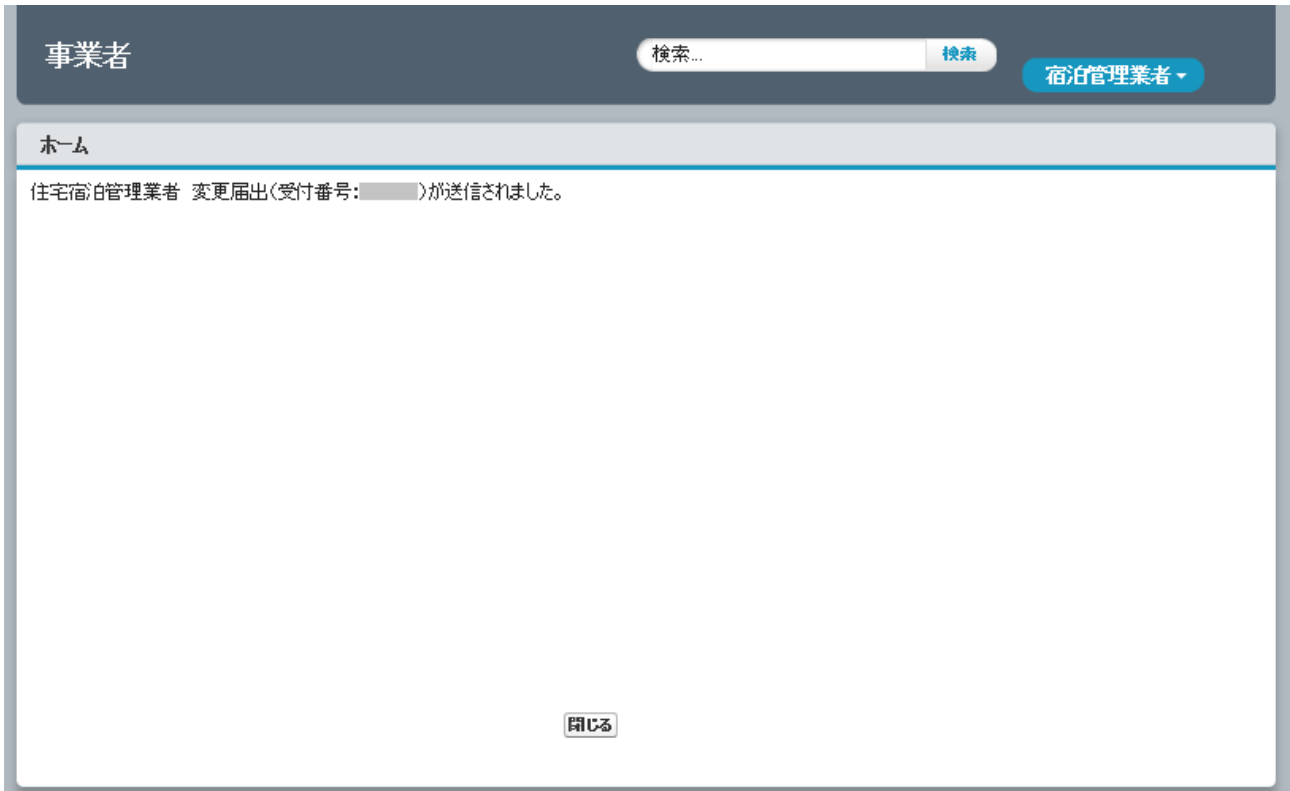 事業者
検索...
検索
宿泊管理業者
ホーム
住宅宿泊管理業者 変更届出(受付番号: )が送信されました。
閉じる